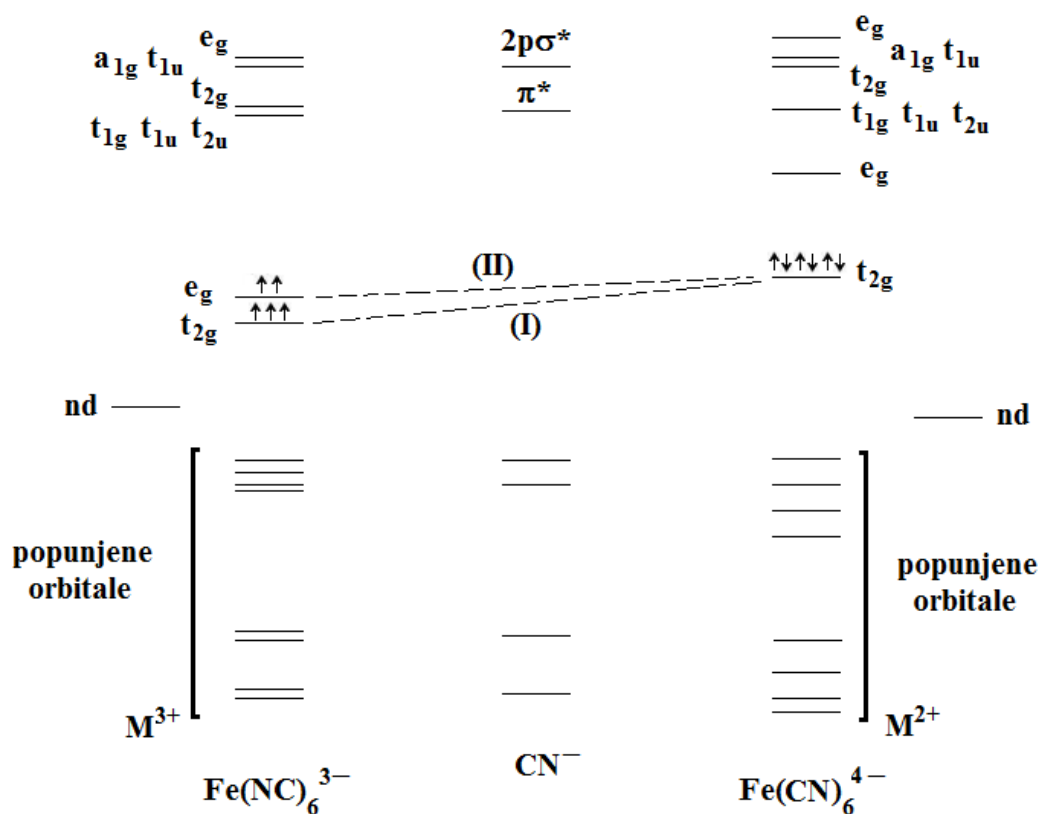 e_g
a_1g t_1u
t_2g
t_1g t_1u t_2u
e_g
t_2g
nd
popunjene
orbitale
M^3+
Fe(NC)_6^3−
2pσ*
π*
(II)
(I)
CN^−
e_g
a_1g t_1u
t_2g
t_1g t_1u t_2u
e_g
t_2g
nd
popunjene
orbitale
M^2+
Fe(CN)_6^4−